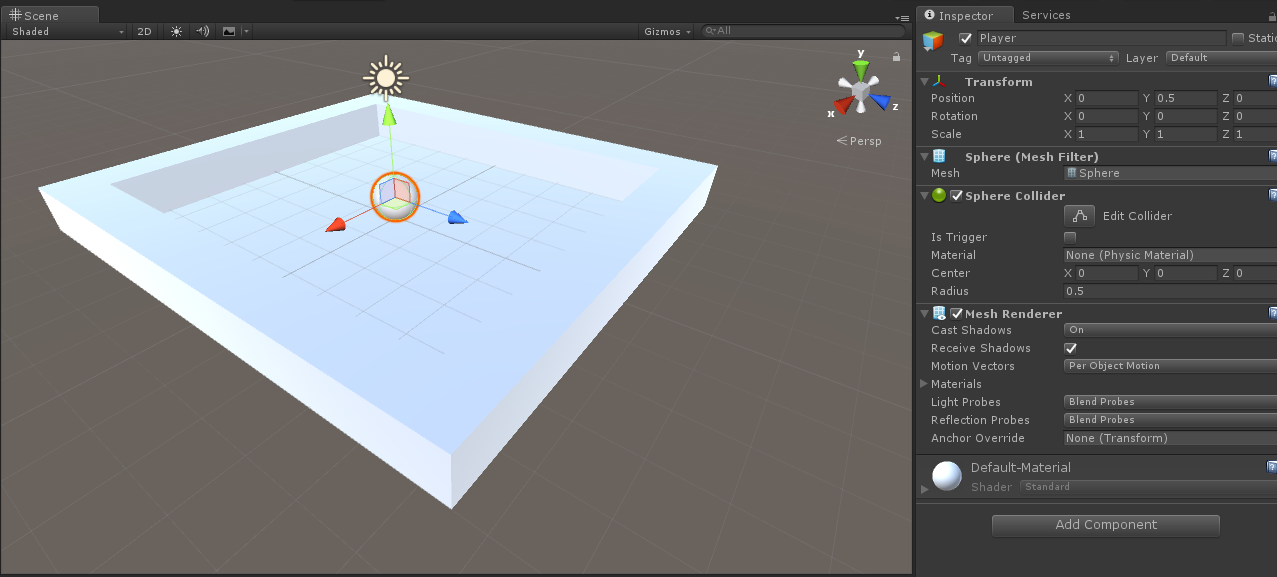 Scene
Shaded 2D Gizmos All
y
x z
Persp
Inspector Services
Player Static
Tag Untagged Layer Default
Transform
Position X 0 Y 0.5 Z 0
Rotation X 0 Y 0 Z 0
Scale X 1 Y 1 Z 1
Sphere (Mesh Filter)
Mesh Sphere
Sphere Collider
Edit Collider
Is Trigger
Material None (Physic Material)
Center X 0 Y 0 Z 0
Radius 0.5
Mesh Renderer
Cast Shadows On
Receive Shadows
Motion Vectors Per Object Motion
Materials
Light Probes Blend Probes
Reflection Probes Blend Probes
Anchor Override None (Transform)
Default-Material
Shader Standard
Add Component